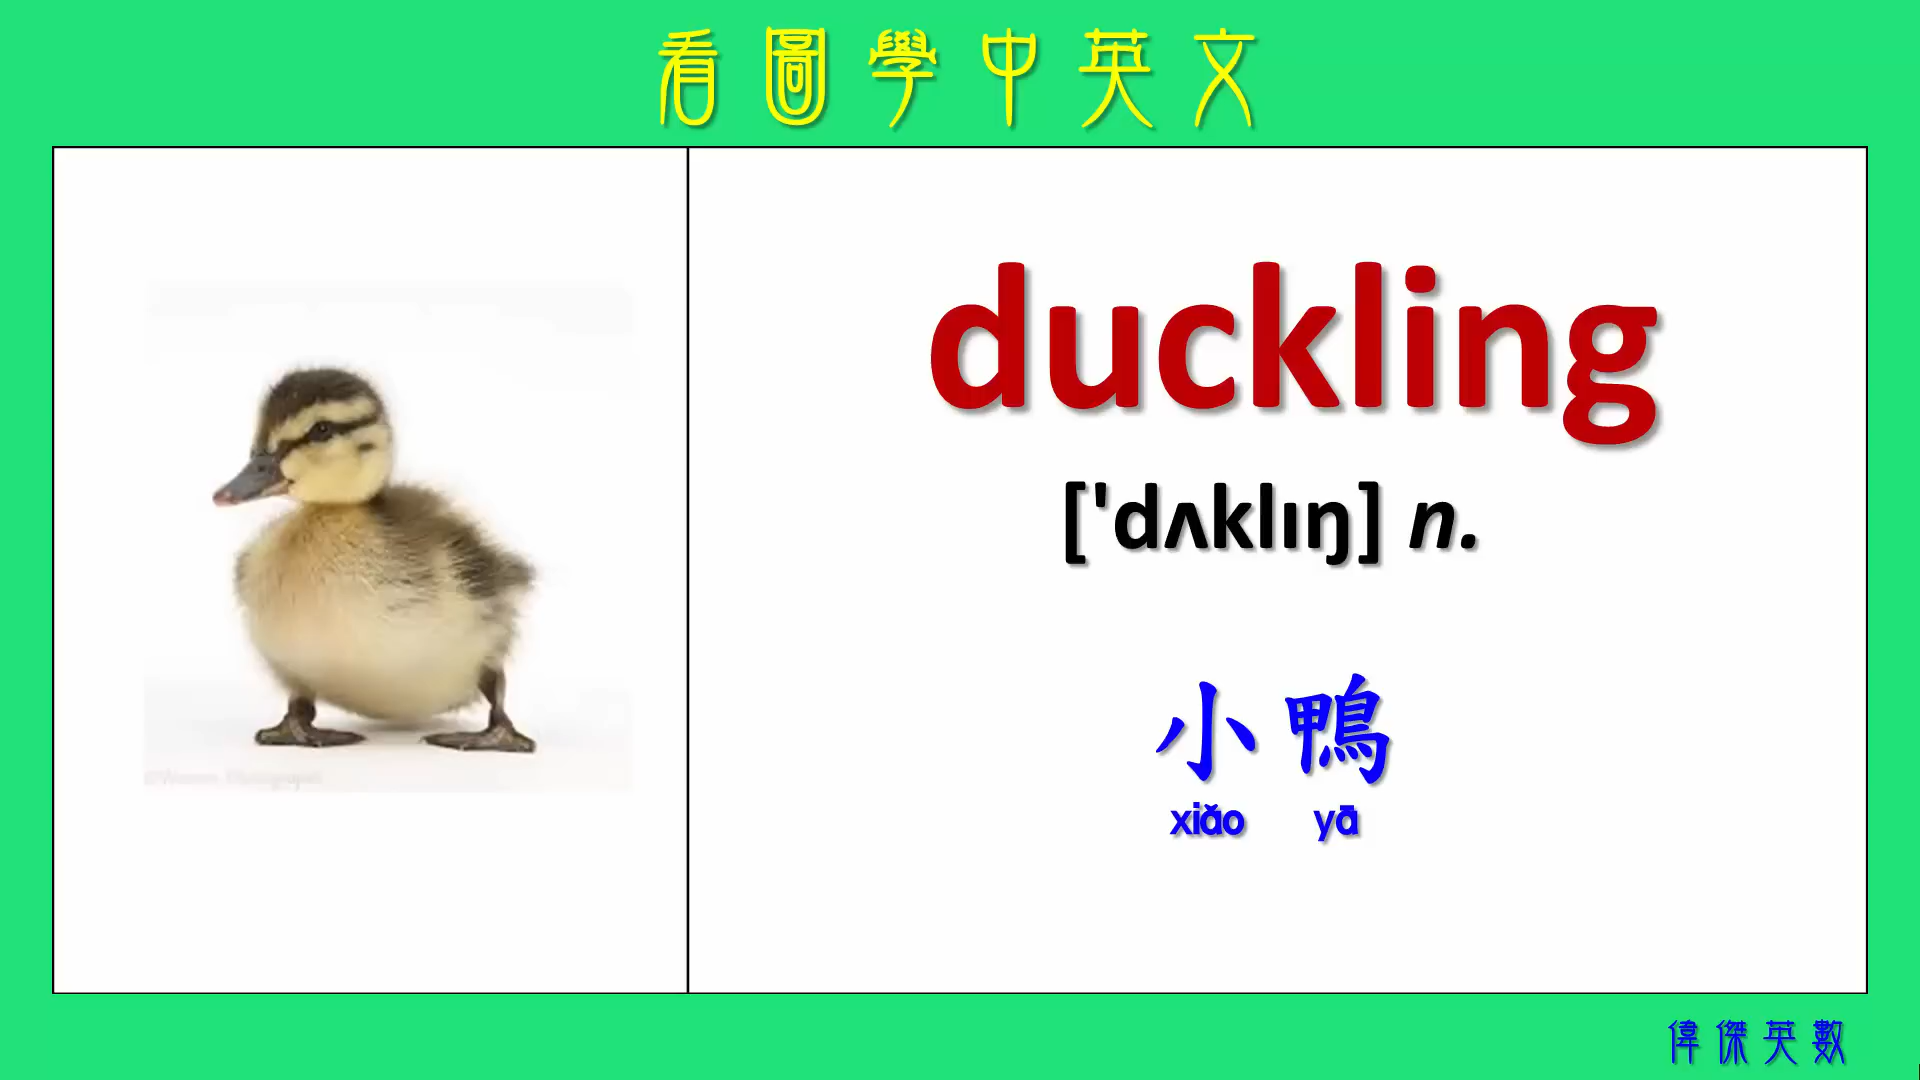 看圖學中英文
duckling
['dʌklɪŋ] n.
小鴨
xiǎo yā
偉傑英數